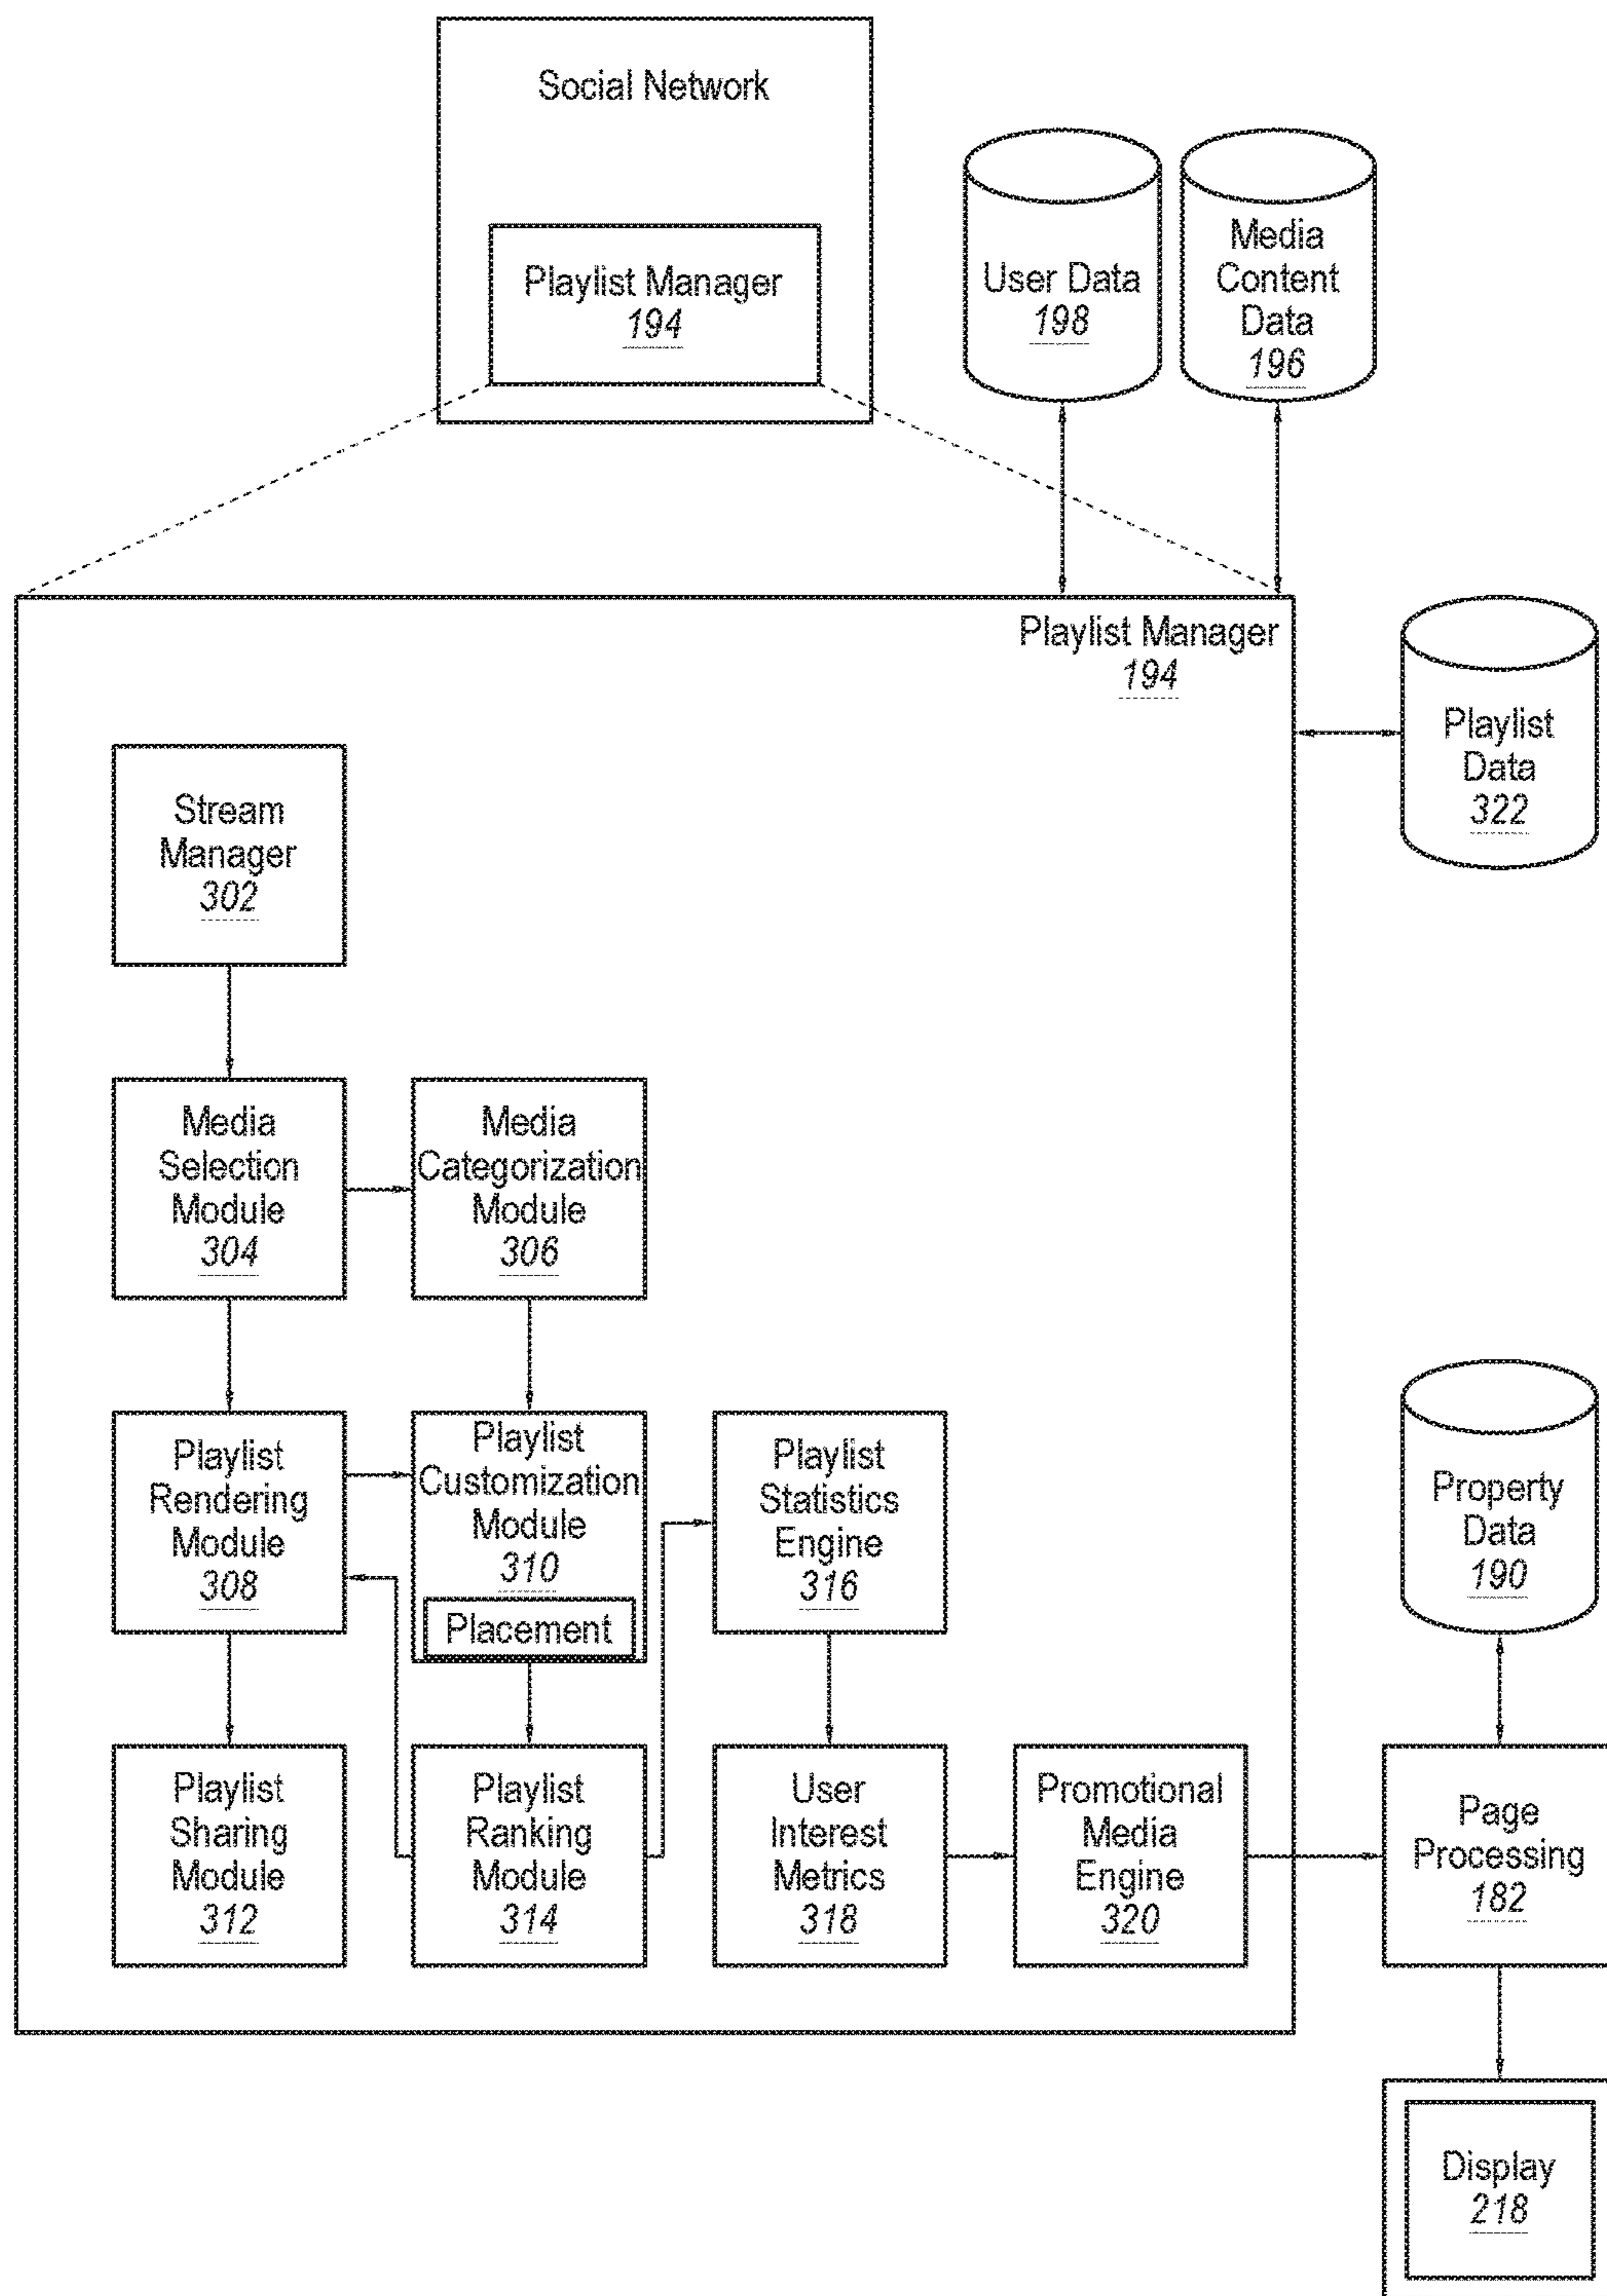 Social Network
Playlist Manager
194
User Data
198
Media
Content
Data
196
Playlist Manager
194
Playlist
Data
322
Stream
Manager
302
Media
Selection
Module
304
Media
Categorization
Module
306
Playlist
Rendering
Module
308
Playlist
Customization
Module
310
Placement
Playlist
Statistics
Engine
316
Property
Data
190
Playlist
Sharing
Module
312
Playlist
Ranking
Module
314
User
Interest
Metrics
318
Promotional
Media
Engine
320
Page
Processing
182
Display
218